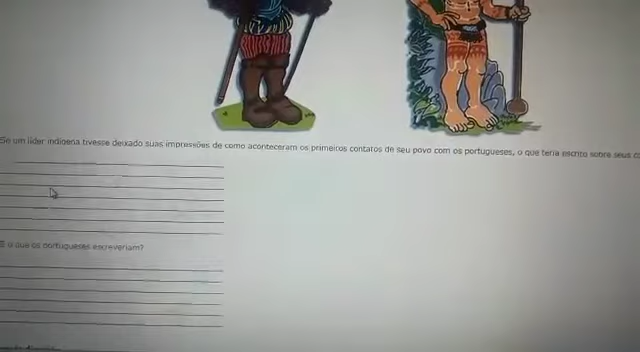 Se um líder indígena tivesse deixado suas impressões de como aconteceram os primeiros contatos de seu povo com os portugueses, o que teria escrito sobre seus
E o que os portugueses escreveriam?